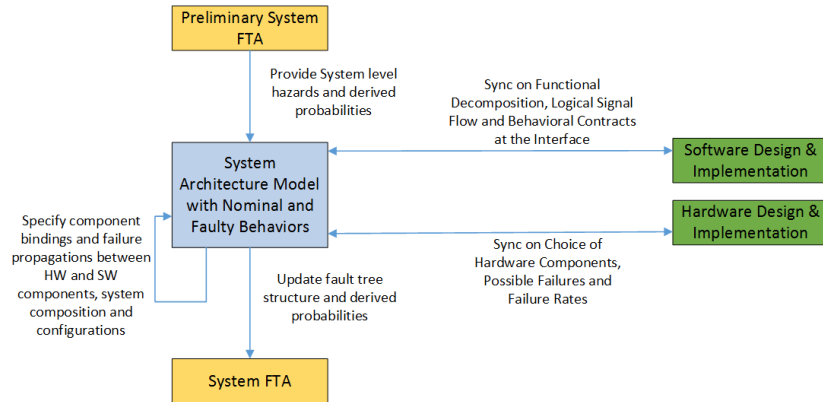 Preliminary System
FTA
Provide System level
hazards and derived
probabilities
Sync on Functional
Decomposition, Logical Signal
Flow and Behavioral Contracts
at the Interface
System
Architecture Model
with Nominal and
Faulty Behaviors
Software Design &
Implementation
Hardware Design &
Implementation
Specify component
bindings and failure
propagations between
HW and SW
components, system
composition and
configurations
Sync on Choice of
Hardware Components,
Possible Failures and
Failure Rates
Update fault tree
structure and derived
probabilities
System FTA